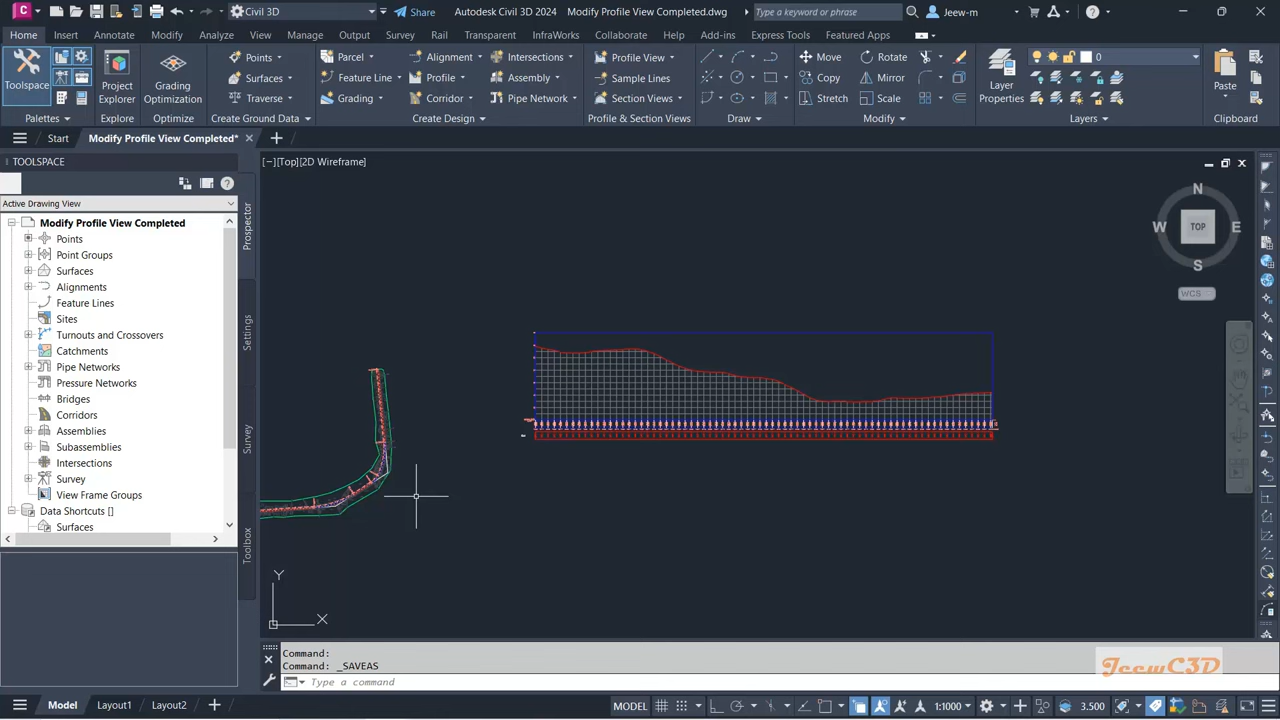 Civil 3D
Share
Autodesk Civil 3D 2024 Modify Profile View Completed.dwg
Type a keyword or phrase
Jeew-m
Home Insert Annotate Modify Analyze View Manage Output Survey Rail Transparent InfraWorks Collaborate Help Add-ins Express Tools Featured Apps
Toolspace
Palettes
Project
Explorer
Explore
Grading
Optimization
Optimize
Points
Surfaces
Traverse
Create Ground Data
Parcel
Feature Line
Grading
Alignment
Profile
Corridor
Intersections
Assembly
Pipe Network
Create Design
Profile View
Sample Lines
Section Views
Profile & Section Views
Draw
Move
Copy
Stretch
Rotate
Mirror
Scale
Modify
Layer
Properties
0
Layers
Paste
Clipboard
Start
Modify Profile View Completed*
TOOLSPACE
Active Drawing View
Modify Profile View Completed
Points
Point Groups
Surfaces
Alignments
Feature Lines
Sites
Turnouts and Crossovers
Catchments
Pipe Networks
Pressure Networks
Bridges
Corridors
Assemblies
Subassemblies
Intersections
Survey
View Frame Groups
Data Shortcuts []
Surfaces
Prospector
Settings
Survey
Toolbox
[−][Top][2D Wireframe]
N
W TOP E
S
WCS
Y
X
Command:
Command: _SAVEAS
Type a command
JeewC3D
Model Layout1 Layout2
MODEL
1:1000
3.500